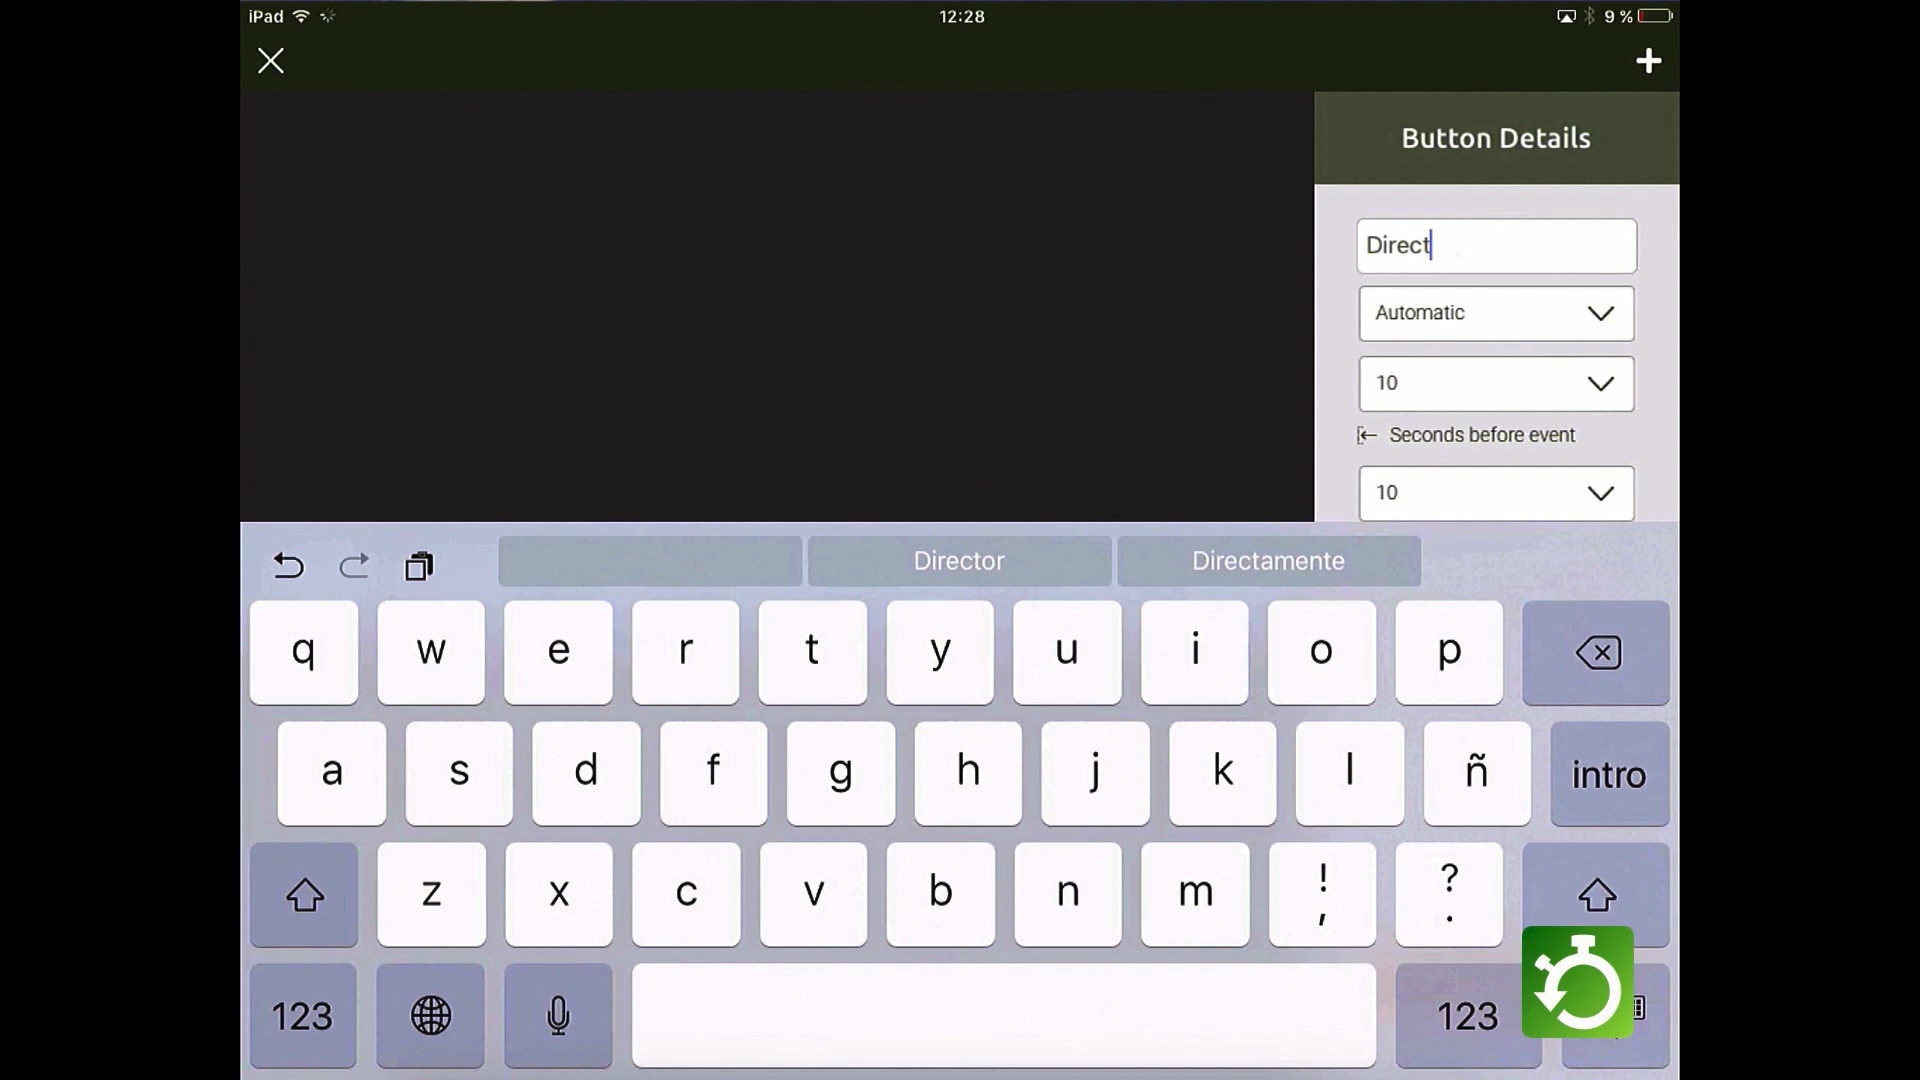 iPad 12:28 9 %
Button Details
Direct
Automatic
10
Seconds before event
10
Director Directamente
q w e r t y u i o p
a s d f g h j k l ñ intro
z x c v b n m ! , ? .
123 123